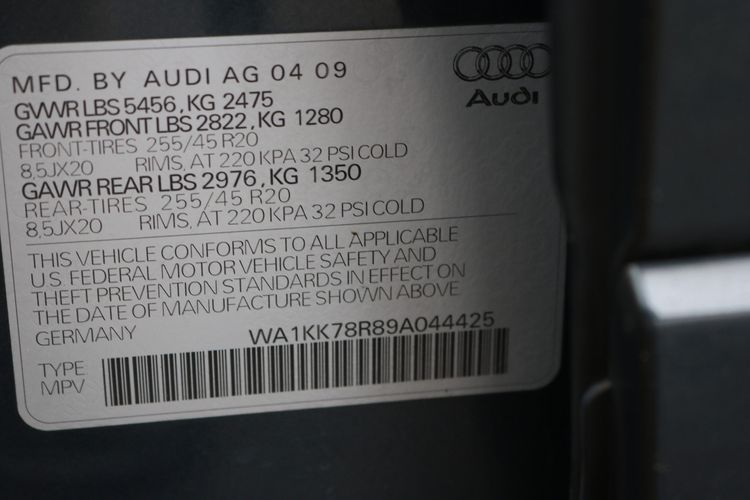 MFD. BY AUDI AG 04 09
GVWR LBS 5456, KG 2475
GAWR FRONT LBS 2822, KG 1280
FRONT-TIRES 255/45 R20
8,5JX20 RIMS, AT 220 KPA 32 PSI COLD
GAWR REAR LBS 2976, KG 1350
REAR-TIRES 255/45 R20
8,5JX20 RIMS, AT 220 KPA 32 PSI COLD
Audi
THIS VEHICLE CONFORMS TO ALL APPLICABLE
U.S. FEDERAL MOTOR VEHICLE SAFETY AND
THEFT PREVENTION STANDARDS IN EFFECT ON
THE DATE OF MANUFACTURE SHOWN ABOVE
GERMANY WA1KK78R89A044425
TYPE
MPV